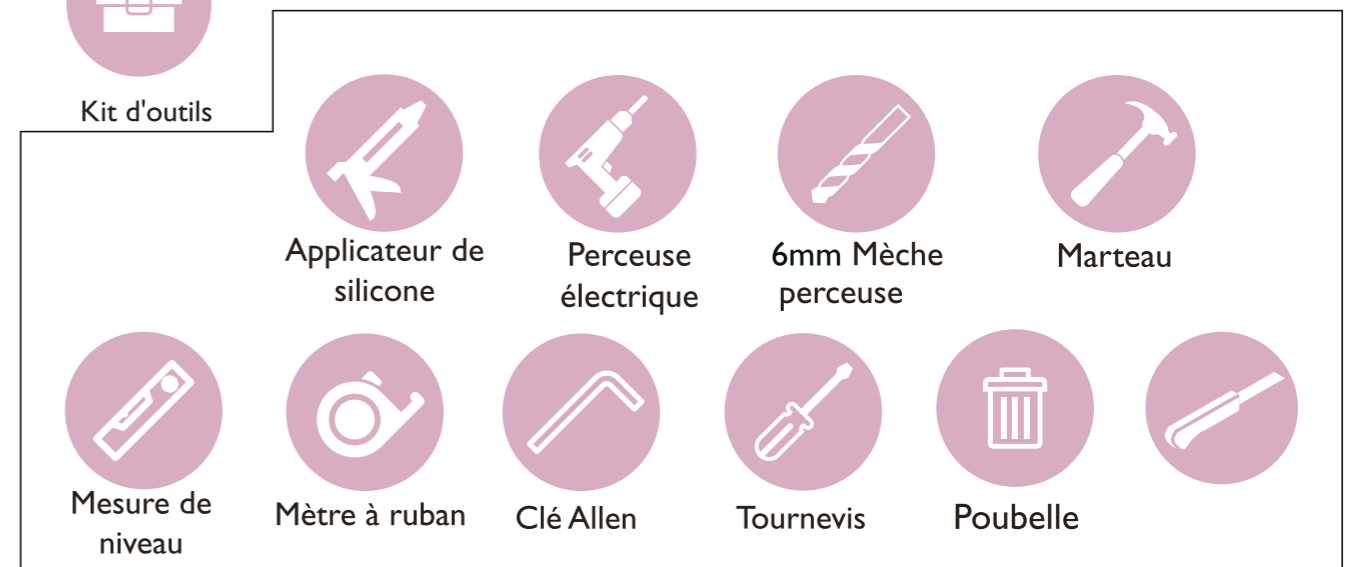 Kit d'outils
Applicateur de
silicone
Perceuse
électrique
6mm Mèche
perceuse
Marteau
Mesure de
niveau
Mètre à ruban
Clé Allen
Tournevis
Poubelle